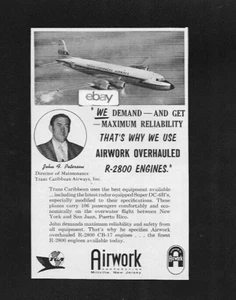 ebay
"WE DEMAND—AND GET
—MAXIMUM RELIABILITY
THAT'S WHY WE USE
AIRWORK OVERHAULED
R-2800 ENGINES."
John F. Peterson
Director of Maintenance
Trans Caribbean Airways, Inc.
Trans Caribbean uses the best equipment available
...including the latest radar equipped Super DC-6B's,
especially modified to their specifications. These
planes carry 106 passengers comfortably and eco-
nomically on the overwater flight between New
York and San Juan, Puerto Rico.
John demands maximum reliability and safety from
all equipment. That's why he specifies Airwork
overhauled R-2800 CB-17 engines . . . the finest
R-2800 engines available today.
Airwork
CORPORATION
Millville, New Jersey